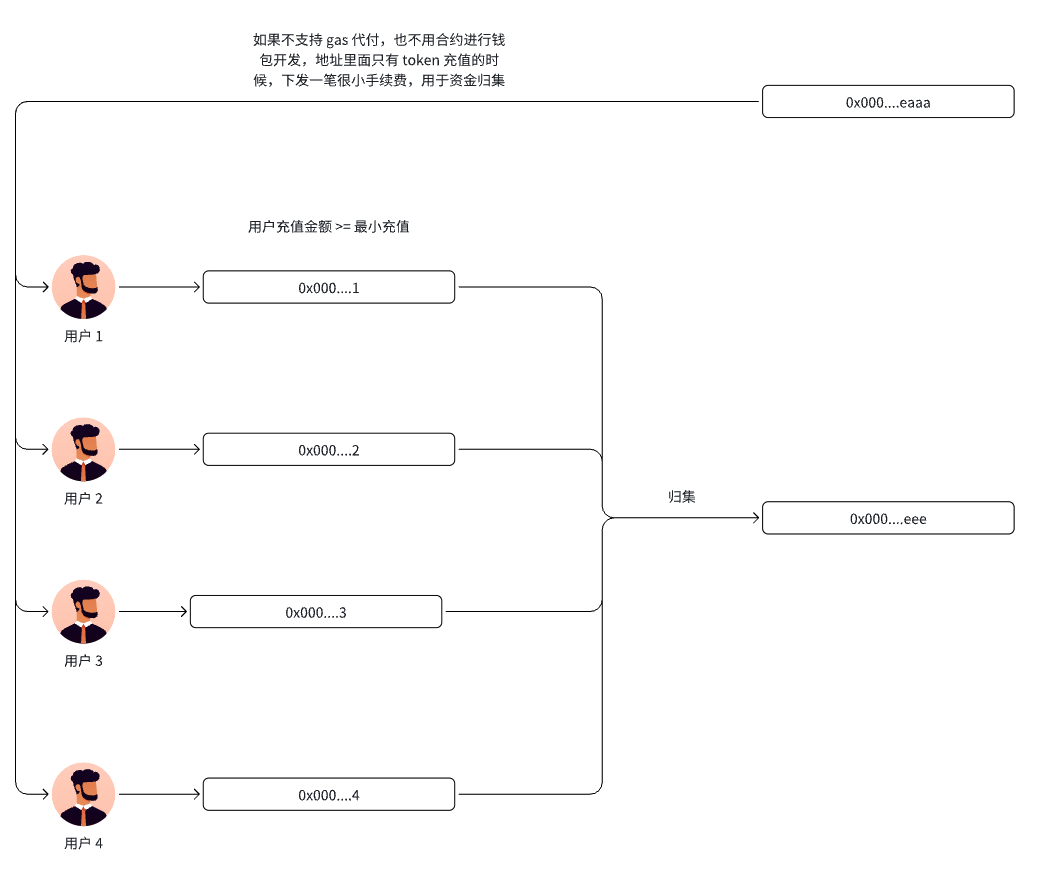 如果不支持 gas 代付，也不用合约进行钱
包开发，地址里面只有 token 充值的时
候，下发一笔很小手续费，用于资金归集
0x000....eaaa
用户充值金额 >= 最小充值
0x000....1
用户 1
0x000....2
用户 2
归集
0x000....eee
0x000....3
用户 3
0x000....4
用户 4